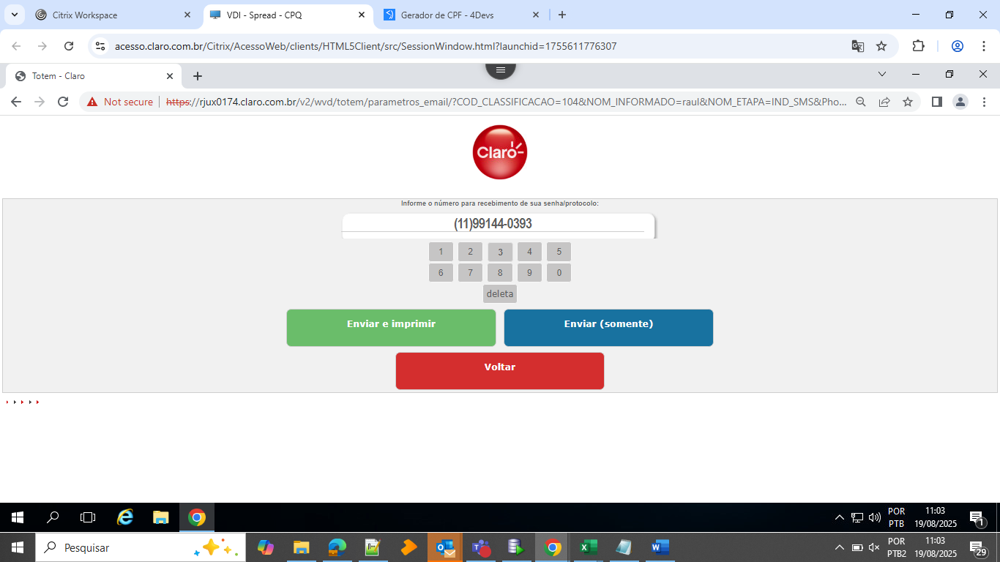 Citrix Workspace
VDI - Spread - CPQ
Gerador de CPF - 4Devs
acesso.claro.com.br/Citrix/AcessoWeb/clients/HTML5Client/src/SessionWindow.html?launchid=1755611776307
Totem - Claro
Not secure
https://rjux0174.claro.com.br/v2/wvd/totem/parametros_email/?COD_CLASSIFICACAO=104&NOM_INFORMADO=raul&NOM_ETAPA=IND_SMS&Pho...
Claro
Informe o número para recebimento de sua senha/protocolo:
(11)99144-0393
1 2 3 4 5
6 7 8 9 0
deleta
Enviar e imprimir
Enviar (somente)
Voltar
POR
PTB
11:03
19/08/2025
1
Pesquisar
POR
PTB2
11:03
19/08/2025
29